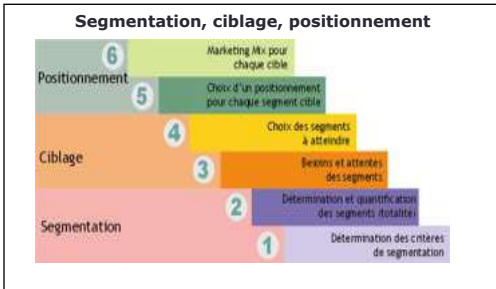 Segmentation, ciblage, positionnement
6
Marketing Mix pour
chaque cible
Positionnement
5
Choix d'un positionnement
pour chaque segment cible
4
Choix des segments
à atteindre
Ciblage
3
Besoins et attentes
des segments
2
Détermination et quantification
des segments (totalité)
Segmentation
1
Détermination des critères
de segmentation